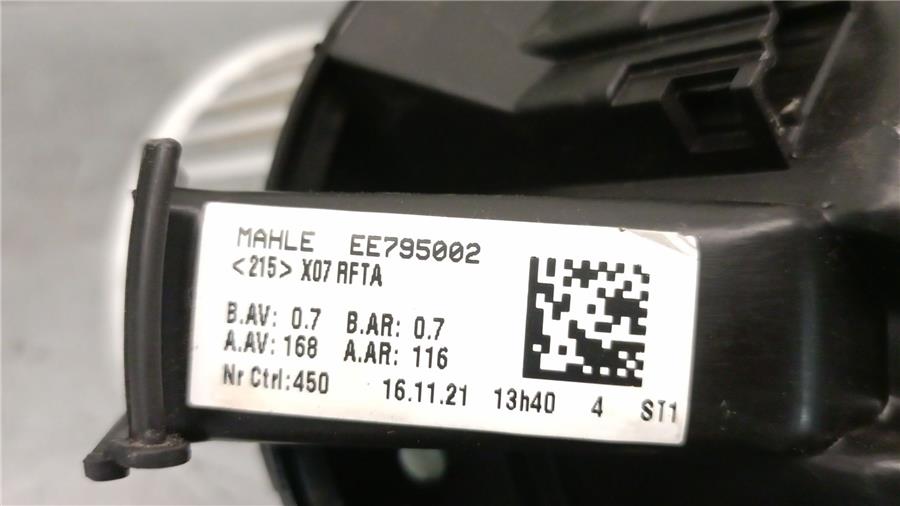 MAHLE EE795002
<215> X07 RFTA
B.AV: 0.7 B.AR: 0.7
A.AV: 168 A.AR: 116
Nr Ctrl:450 16.11.21 13h40 4 ST1